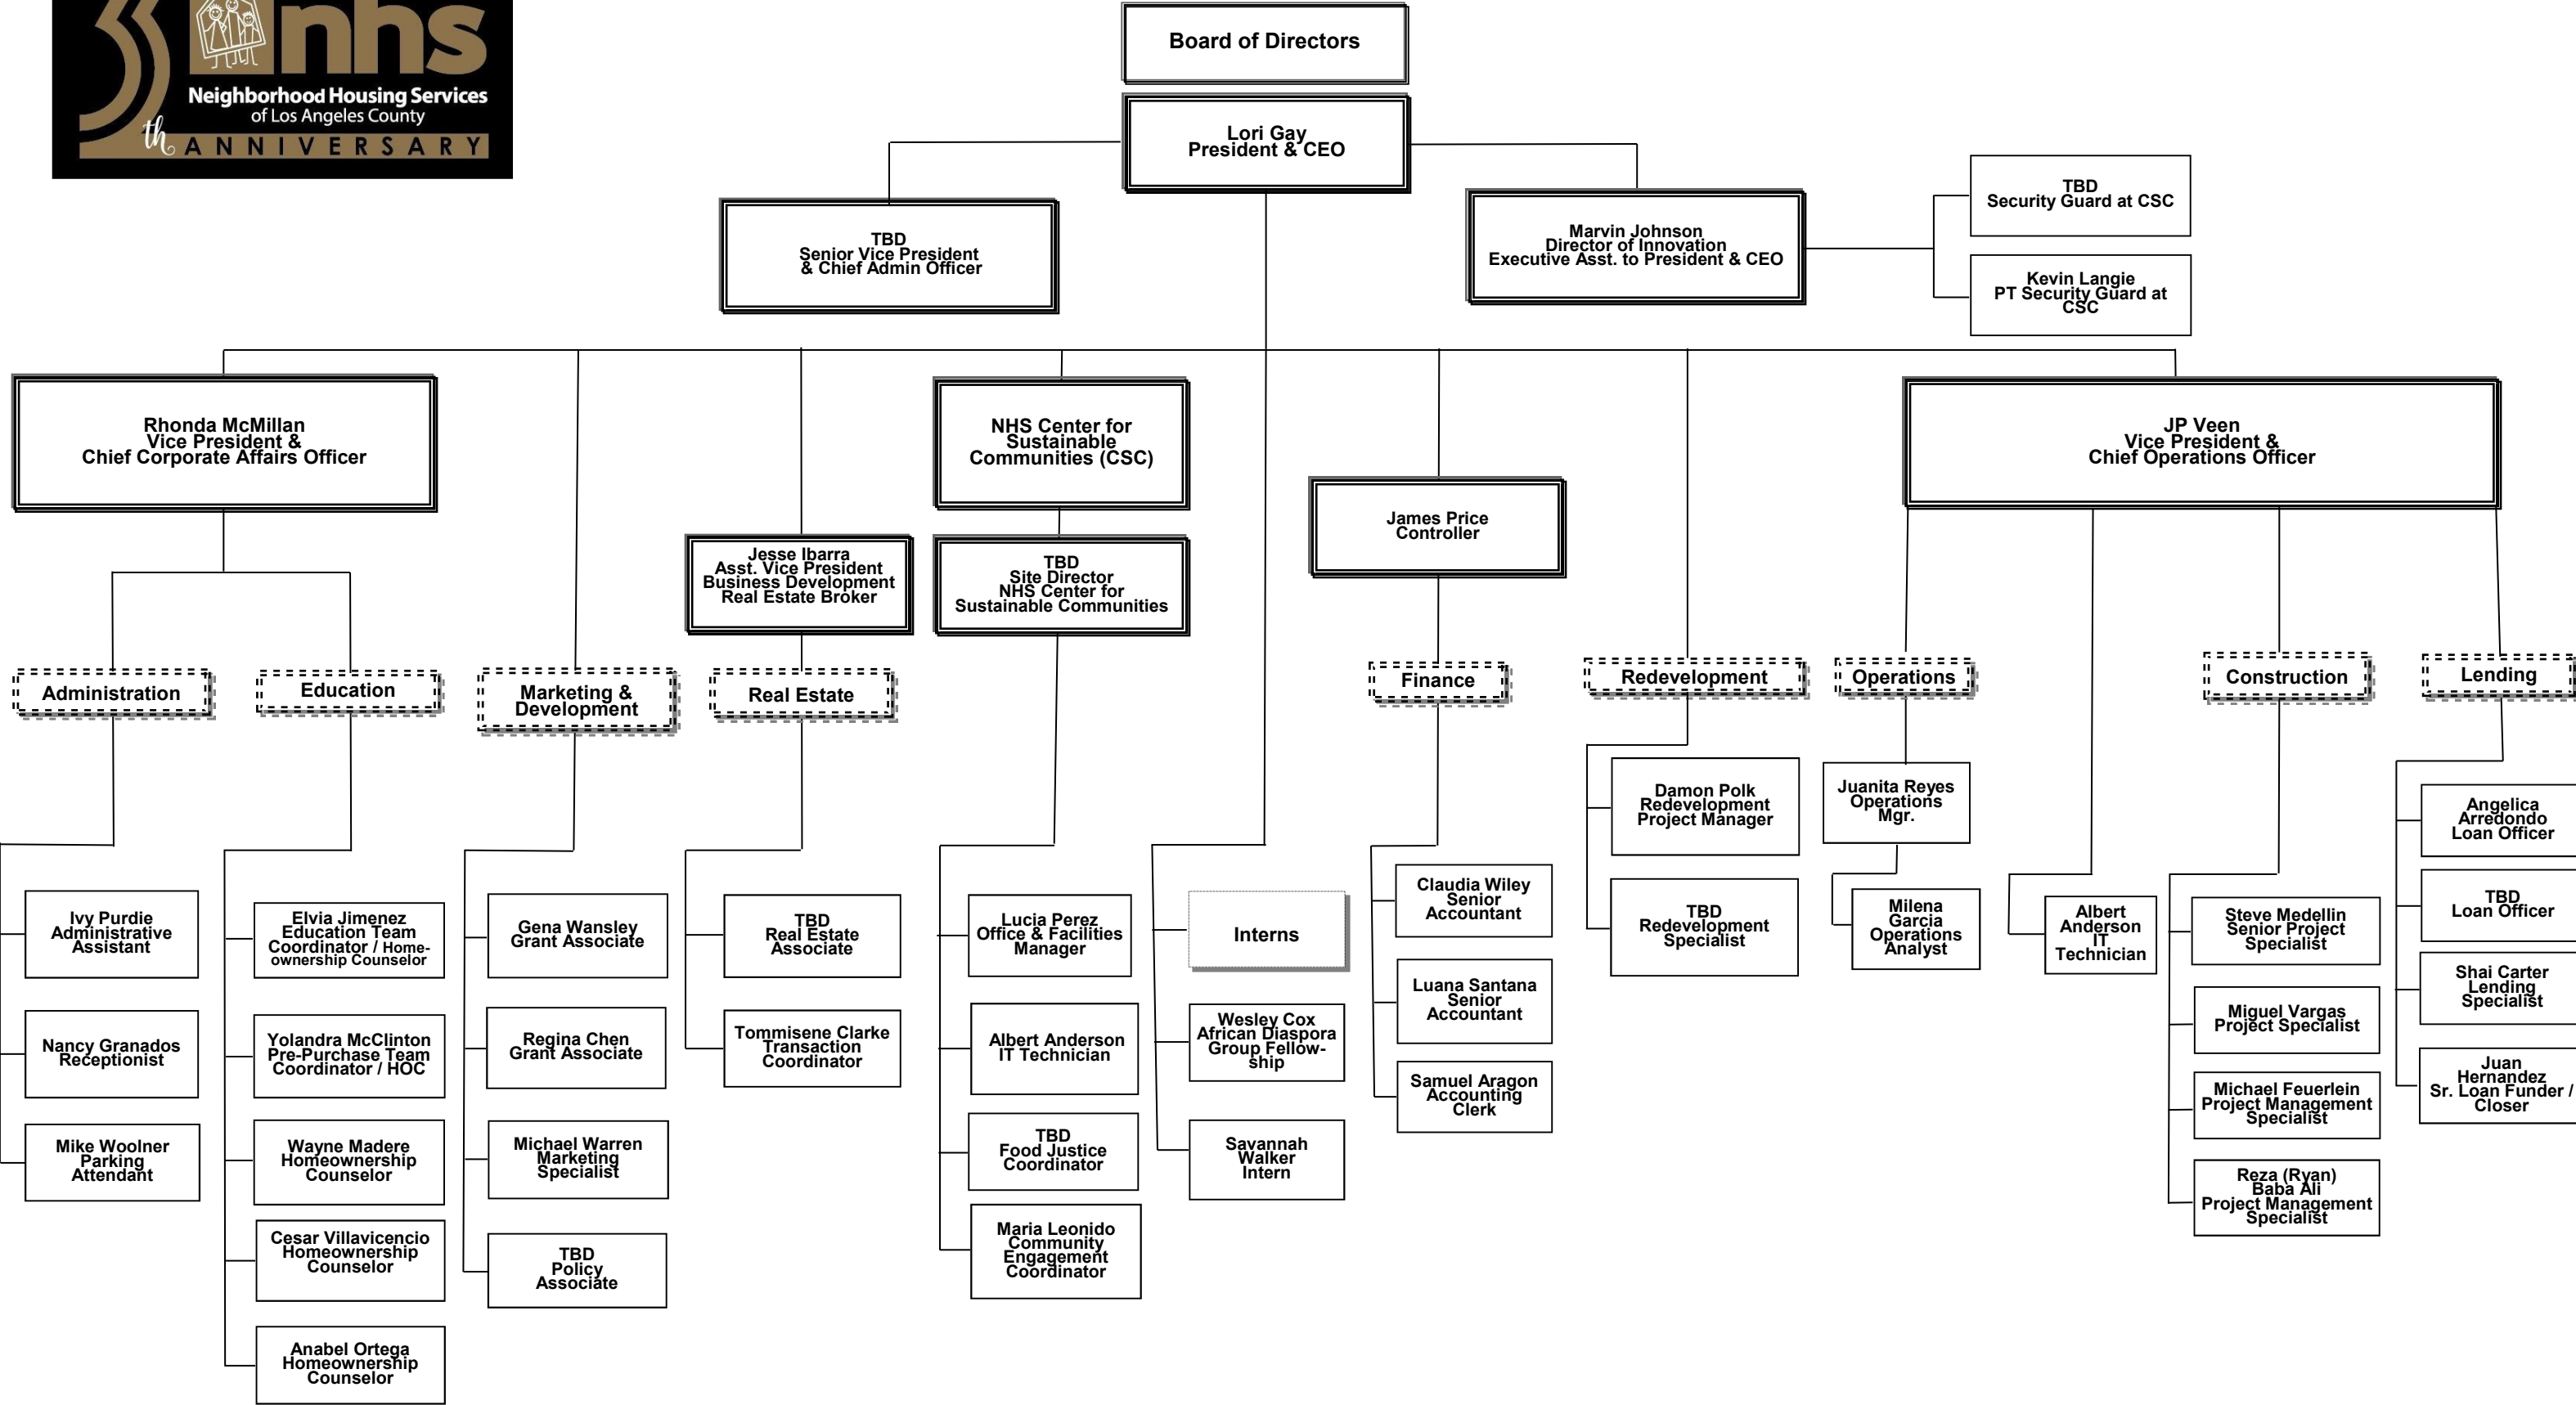 nhs
Neighborhood Housing Services
of Los Angeles County
th
ANNIVERSARY
Board of Directors
Lori Gay
President & CEO
TBD
Senior Vice President
& Chief Admin Officer
Marvin Johnson
Director of Innovation
Executive Asst. to President & CEO
TBD
Security Guard at CSC
Kevin Langie
PT Security Guard at
CSC
Rhonda McMillan
Vice President &
Chief Corporate Affairs Officer
NHS Center for
Sustainable
Communities (CSC)
JP Veen
Vice President &
Chief Operations Officer
James Price
Controller
Jesse Ibarra
Asst. Vice President
Business Development
Real Estate Broker
TBD
Site Director
NHS Center for
Sustainable Communities
Administration
Education
Marketing &
Development
Real Estate
Finance
Redevelopment
Operations
Construction
Lending
Ivy Purdie
Administrative
Assistant
Nancy Granados
Receptionist
Mike Woolner
Parking
Attendant
Elvia Jimenez
Education Team
Coordinator / Home-
ownership Counselor
Yolandra McClinton
Pre-Purchase Team
Coordinator / HOC
Wayne Madere
Homeownership
Counselor
Cesar Villavicencio
Homeownership
Counselor
Anabel Ortega
Homeownership
Counselor
Gena Wansley
Grant Associate
Regina Chen
Grant Associate
Michael Warren
Marketing
Specialist
TBD
Policy
Associate
TBD
Real Estate
Associate
Tommisene Clarke
Transaction
Coordinator
Lucia Perez
Office & Facilities
Manager
Albert Anderson
IT Technician
TBD
Food Justice
Coordinator
Maria Leonido
Community
Engagement
Coordinator
Interns
Wesley Cox
African Diaspora
Group Fellow-
ship
Savannah
Walker
Intern
Claudia Wiley
Senior
Accountant
Luana Santana
Senior
Accountant
Samuel Aragon
Accounting
Clerk
Damon Polk
Redevelopment
Project Manager
TBD
Redevelopment
Specialist
Juanita Reyes
Operations
Mgr.
Milena
Garcia
Operations
Analyst
Albert
Anderson
IT
Technician
Steve Medellin
Senior Project
Specialist
Miguel Vargas
Project Specialist
Michael Feuerlein
Project Management
Specialist
Reza (Ryan)
Baba Ali
Project Management
Specialist
Angelica
Arredondo
Loan Officer
TBD
Loan Officer
Shai Carter
Lending
Specialist
Juan
Hernandez
Sr. Loan Funder /
Closer